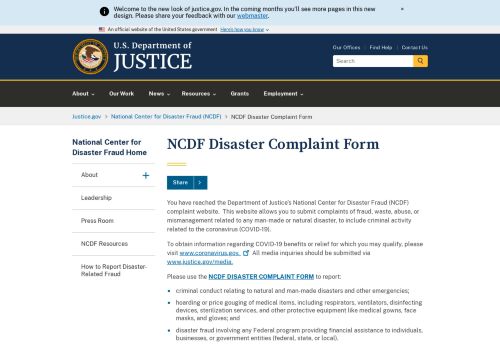 Welcome to the new look of justice.gov. In the coming months you'll see more pages in this new
design. Please share your feedback with our webmaster.
×
An official website of the United States government Here's how you know
U.S. Department of
JUSTICE
Our Offices | Find Help | Contact Us
Search
About Our Work News Resources Grants Employment
Justice.gov > National Center for Disaster Fraud (NCDF) > NCDF Disaster Complaint Form
National Center for
Disaster Fraud Home
About
Leadership
Press Room
NCDF Resources
How to Report Disaster-
Related Fraud
NCDF Disaster Complaint Form
Share >
You have reached the Department of Justice's National Center for Disaster Fraud (NCDF)
complaint website. This website allows you to submit complaints of fraud, waste, abuse, or
mismanagement related to any man-made or natural disaster, to include criminal activity
related to the coronavirus (COVID-19).
To obtain information regarding COVID-19 benefits or relief for which you may qualify, please
visit www.coronavirus.gov. All media inquiries should be submitted via
www.justice.gov/media.
Please use the NCDF DISASTER COMPLAINT FORM to report:
• criminal conduct relating to natural and man-made disasters and other emergencies;
• hoarding or price gouging of medical items, including respirators, ventilators, disinfecting
devices, sterilization services, and other protective equipment like medical gowns, face
masks, and gloves; and
• disaster fraud involving any Federal program providing financial assistance to individuals,
businesses, or government entities (federal, state, or local).